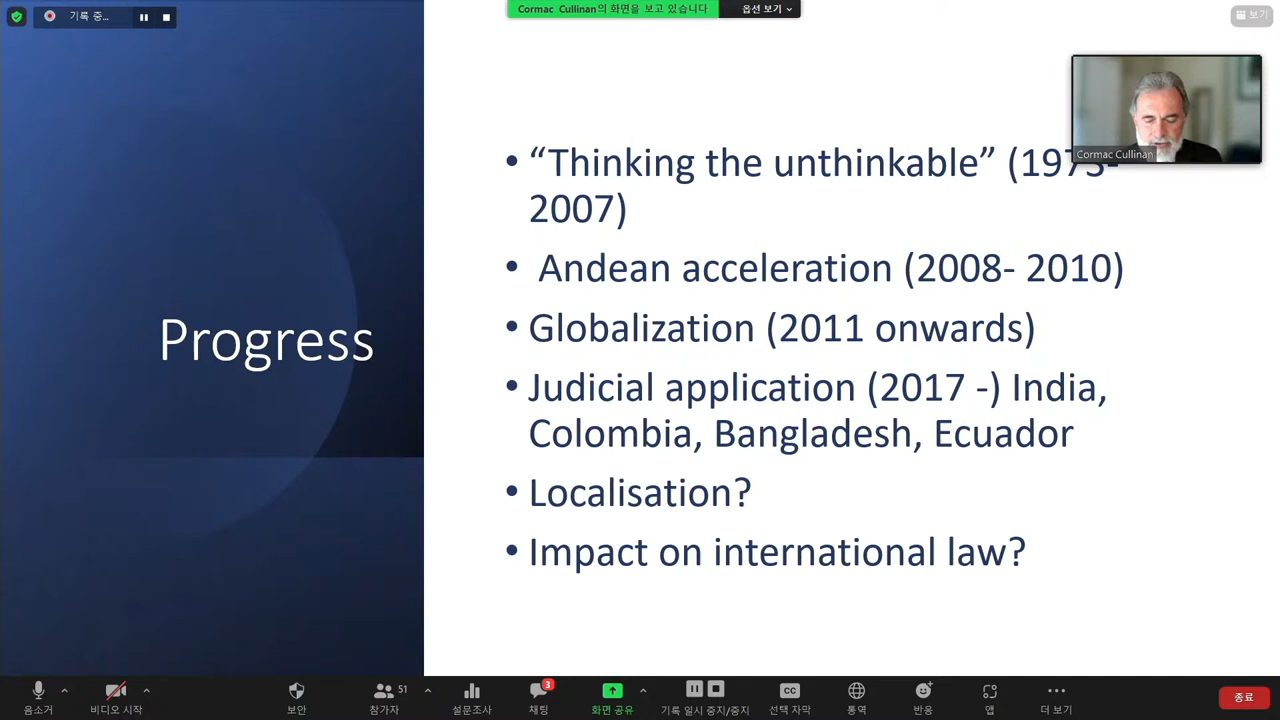 기록 중...
Cormac Cullinan의 화면을 보고 있습니다
옵션 보기
보기
Cormac Cullinan
Progress
• “Thinking the unthinkable” (1973-
2007)
• Andean acceleration (2008- 2010)
• Globalization (2011 onwards)
• Judicial application (2017 -) India,
Colombia, Bangladesh, Ecuador
• Localisation?
• Impact on international law?
음소거
비디오 시작
보안
51
참가자
설문조사
3
채팅
화면 공유
기록 일시 중지/중지
CC
선택 자막
통역
반응
앱
더 보기
종료